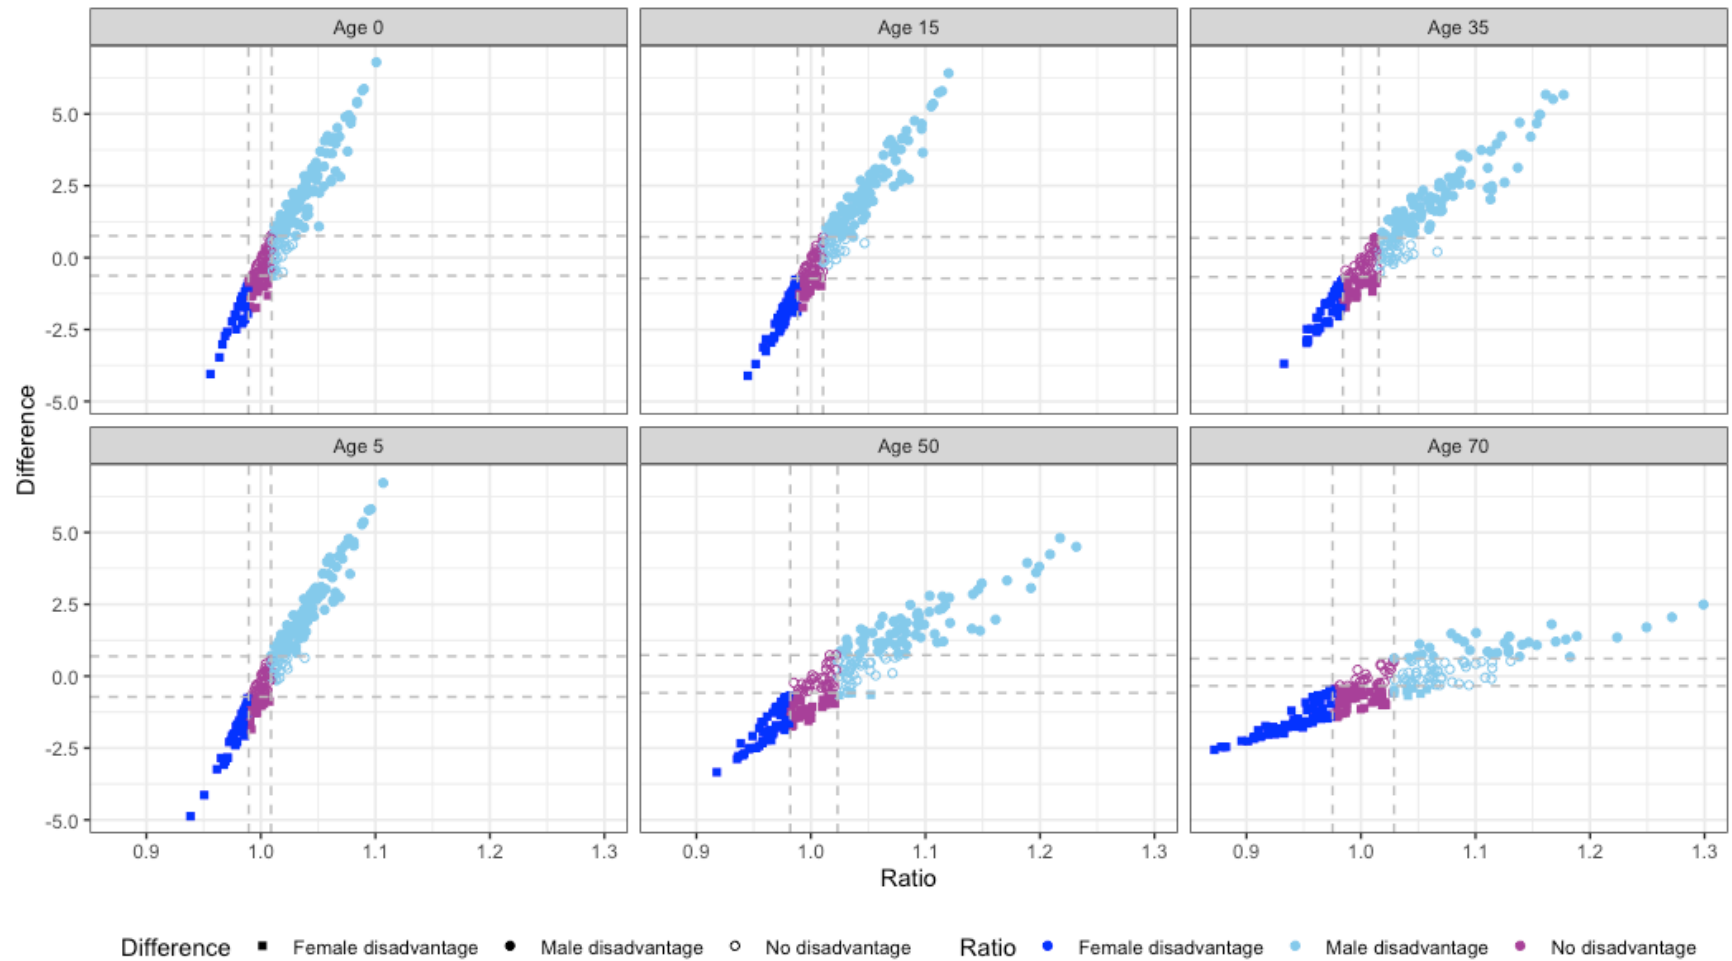 Age 0
Age 15
Age 35
5.0
2.5
0.0
-2.5
-5.0
Difference
Age 5
Age 50
Age 70
5.0
2.5
0.0
-2.5
-5.0
0.9 1.0 1.1 1.2 1.3
0.9 1.0 1.1 1.2 1.3
0.9 1.0 1.1 1.2 1.3
Ratio
Difference Female disadvantage Male disadvantage No disadvantage Ratio Female disadvantage Male disadvantage No disadvantage